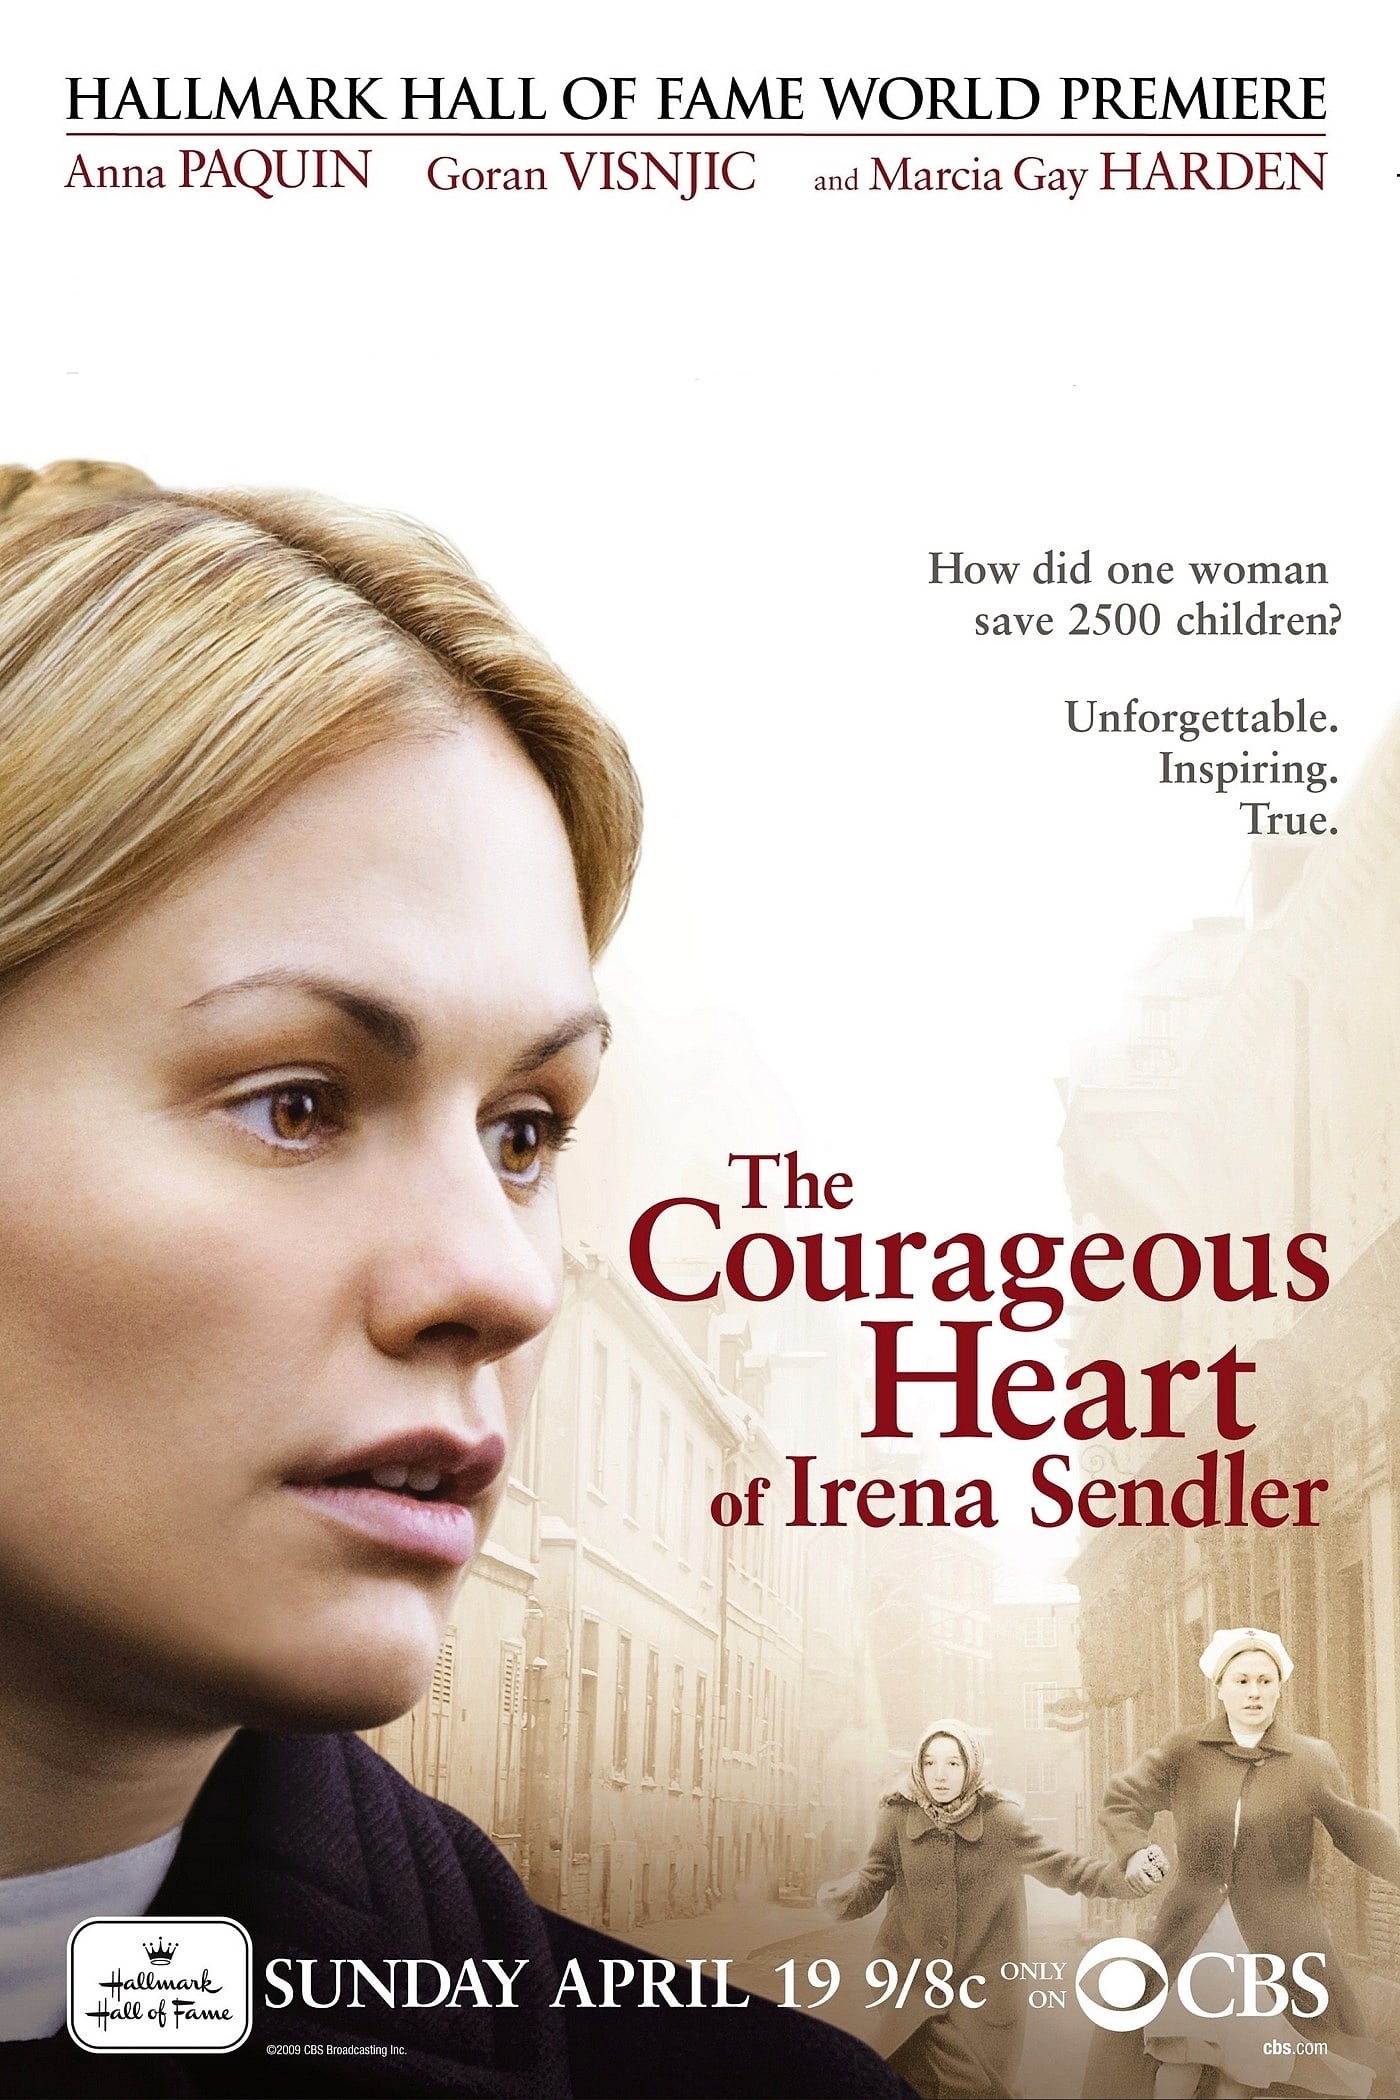 HALLMARK HALL OF FAME WORLD PREMIERE
Anna PAQUIN Goran VISNJIC and Marcia Gay HARDEN
How did one woman
save 2500 children?
Unforgettable.
Inspiring.
True.
The
Courageous
Heart
of Irena Sendler
Hallmark
Hall of Fame
SUNDAY APRIL 19 9/8c ONLY ON CBS
©2009 CBS Broadcasting Inc.
cbs.com